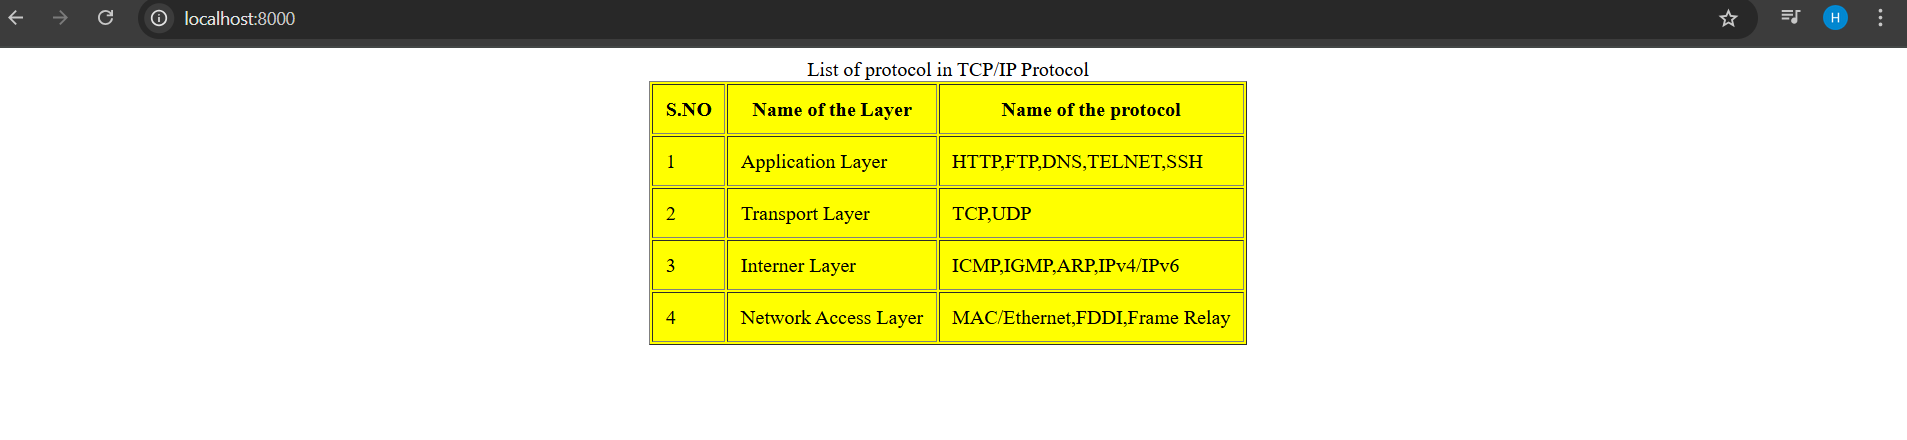 localhost:8000
H
List of protocol in TCP/IP Protocol
S.NO Name of the Layer Name of the protocol
1 Application Layer HTTP,FTP,DNS,TELNET,SSH
2 Transport Layer TCP,UDP
3 Interner Layer ICMP,IGMP,ARP,IPv4/IPv6
4 Network Access Layer MAC/Ethernet,FDDI,Frame Relay